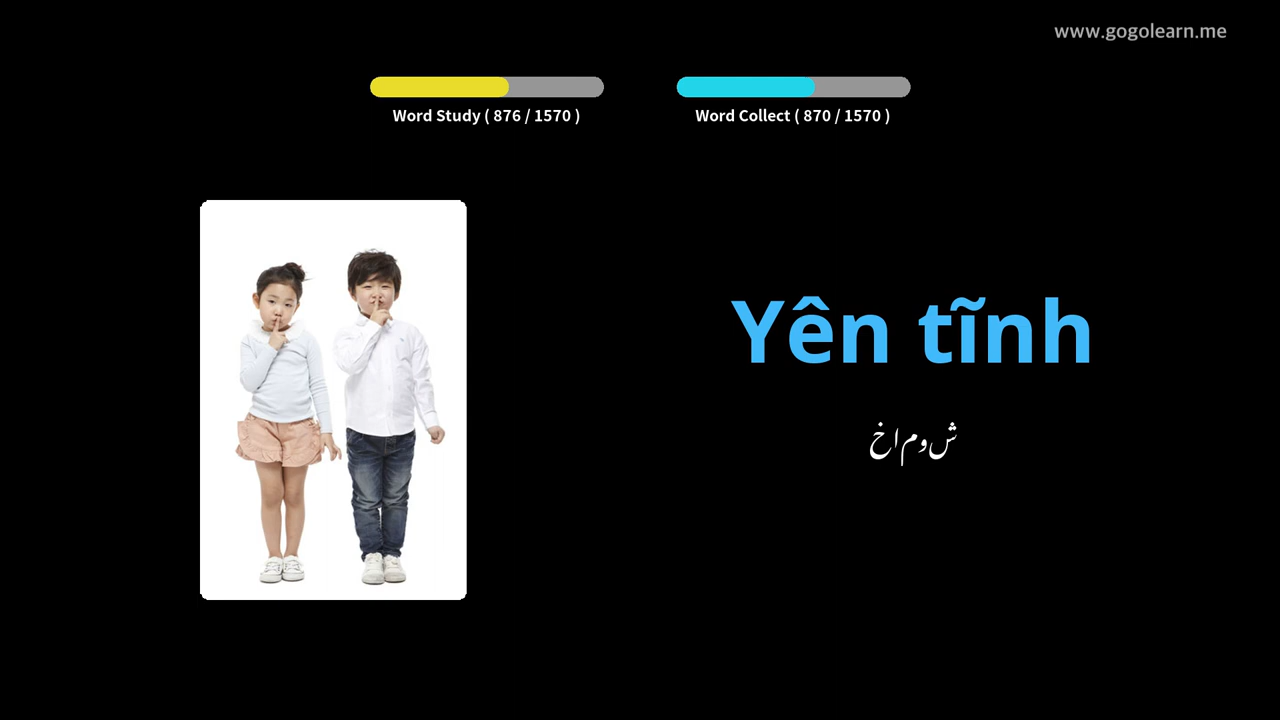 www.gogolearn.me
Word Study ( 876 / 1570 )
Word Collect ( 870 / 1570 )
Yên tĩnh
خاموش